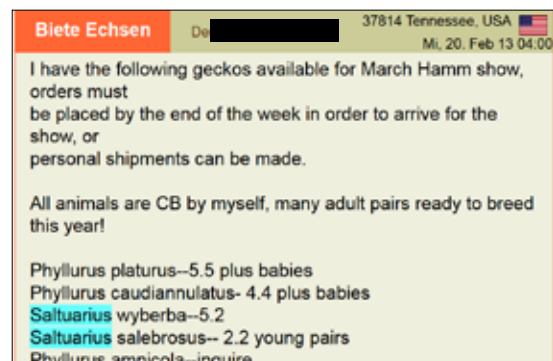 Biete Echsen
De
37814 Tennessee, USA
Mi, 20. Feb 13 04:00
I have the following geckos available for March Hamm show,
orders must
be placed by the end of the week in order to arrive for the
show, or
personal shipments can be made.
All animals are CB by myself, many adult pairs ready to breed
this year!
Phyllurus platurus--5.5 plus babies
Phyllurus caudiannulatus- 4.4 plus babies
Saltuarius wyberba--5.2
Saltuarius salebrosus-- 2.2 young pairs
Phyllurus amnicola--inquire